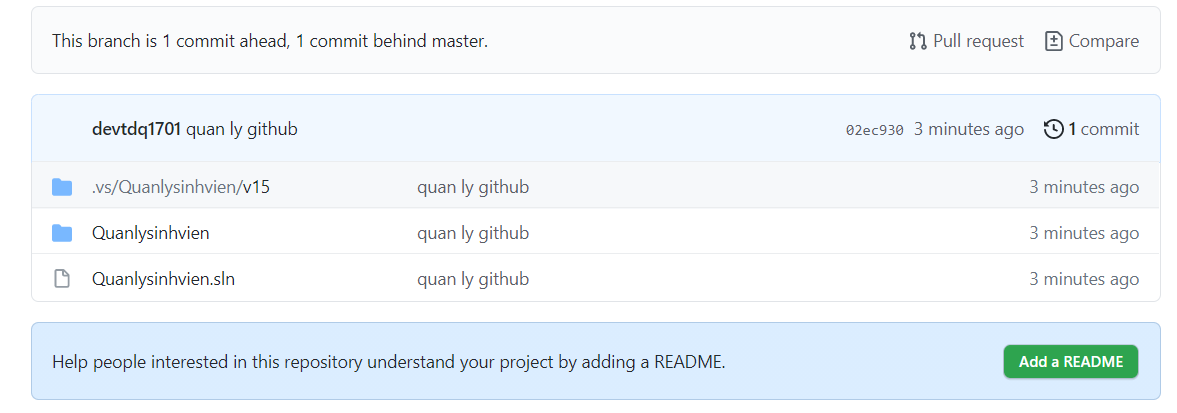 This branch is 1 commit ahead, 1 commit behind master. Pull request Compare
devtdq1701 quan ly github 02ec930 3 minutes ago 1 commit
.vs/Quanlysinhvien/v15 quan ly github 3 minutes ago
Quanlysinhvien quan ly github 3 minutes ago
Quanlysinhvien.sln quan ly github 3 minutes ago
Help people interested in this repository understand your project by adding a README. Add a README